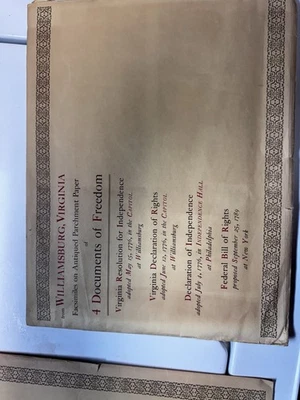 from WILLIAMSBURG, VIRGINIA
Facsimiles on Antiqued Parchment Paper
of
4 Documents of Freedom
Virginia Resolution for Independence
adopted May 15, 1776, in the CAPITOL
at Williamsburg
Virginia Declaration of Rights
adopted June 12, 1776, in the CAPITOL
at Williamsburg
Declaration of Independence
adopted July 4, 1776, in INDEPENDENCE HALL
at Philadelphia
Federal Bill of Rights
proposed September 25, 1789
at New York